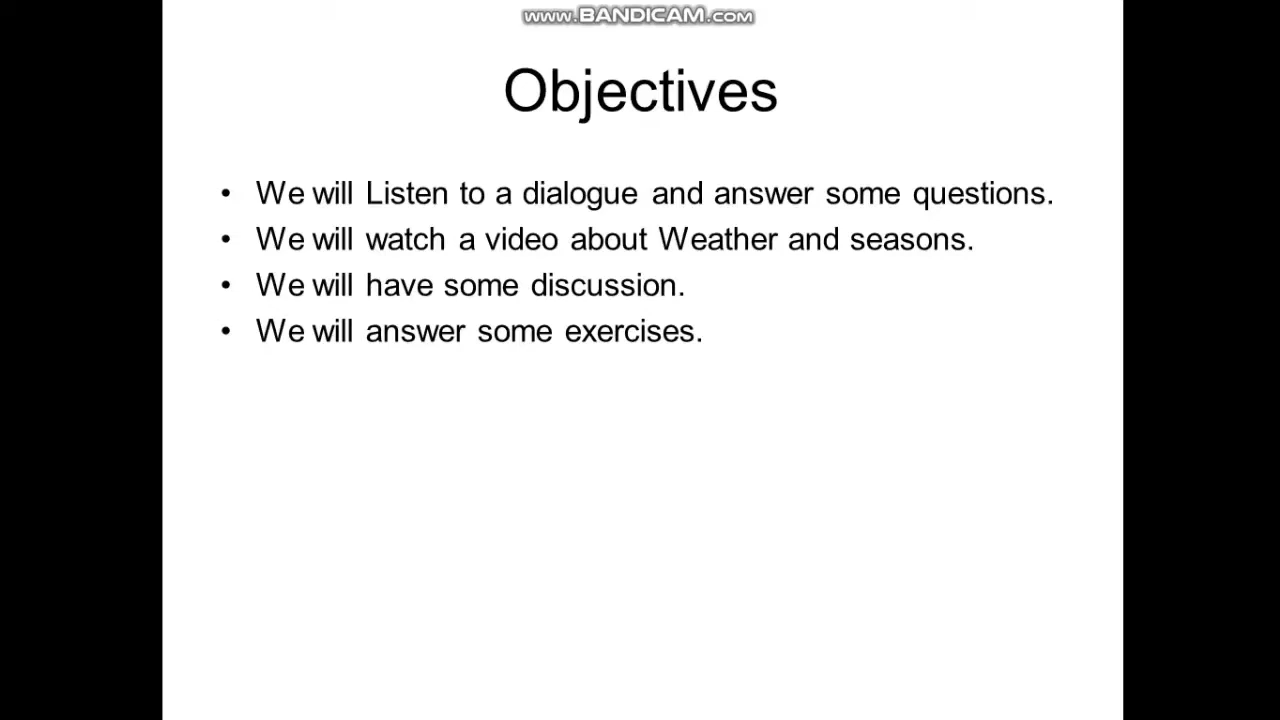 www.BANDICAM.com
Objectives
• We will Listen to a dialogue and answer some questions.
• We will watch a video about Weather and seasons.
• We will have some discussion.
• We will answer some exercises.